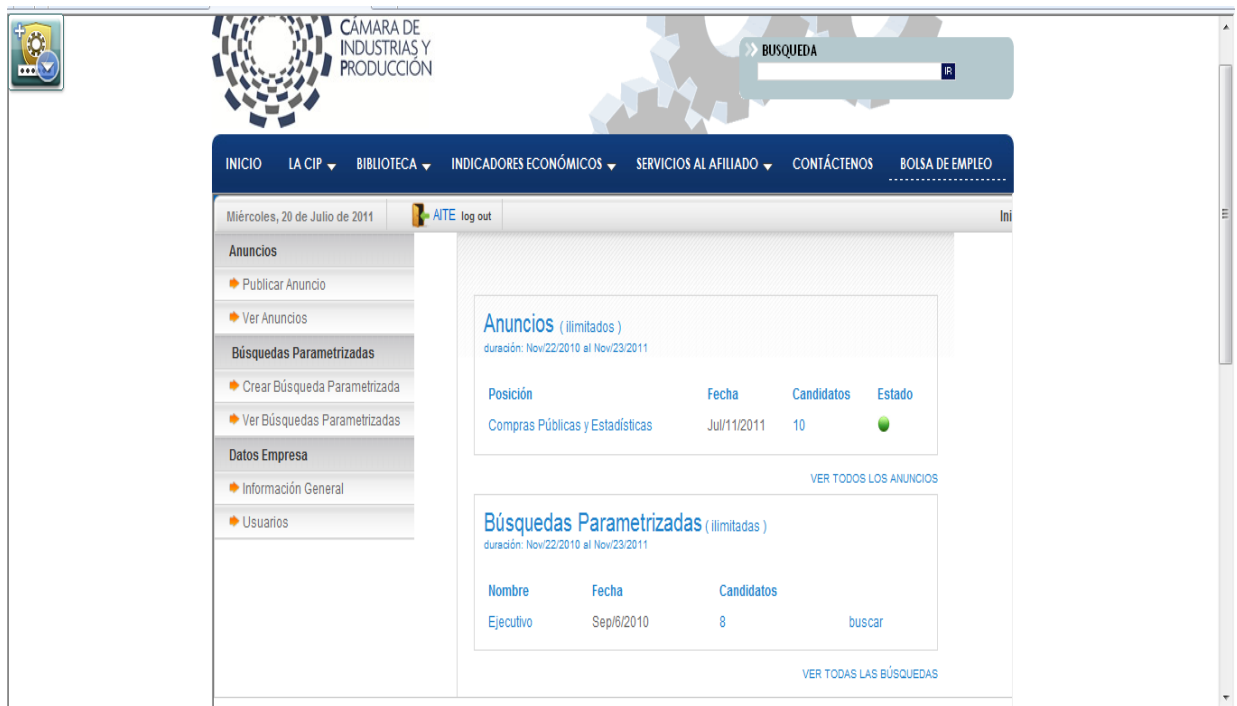 CÁMARA DE
INDUSTRIAS Y
PRODUCCIÓN
BUSQUEDA
IR
INICIO LA CIP BIBLIOTECA INDICADORES ECONÓMICOS SERVICIOS AL AFILIADO CONTÁCTENOS BOLSA DE EMPLEO
Miércoles, 20 de Julio de 2011 AITE log out Ini
Anuncios
Publicar Anuncio
Ver Anuncios
Búsquedas Parametrizadas
Crear Búsqueda Parametrizada
Ver Búsquedas Parametrizadas
Datos Empresa
Información General
Usuarios
Anuncios ( ilimitados )
duración: Nov/22/2010 al Nov/23/2011
Posición Fecha Candidatos Estado
Compras Públicas y Estadísticas Jul/11/2011 10
VER TODOS LOS ANUNCIOS
Búsquedas Parametrizadas ( ilimitadas )
duración: Nov/22/2010 al Nov/23/2011
Nombre Fecha Candidatos
Ejecutivo Sep/6/2010 8 buscar
VER TODAS LAS BÚSQUEDAS